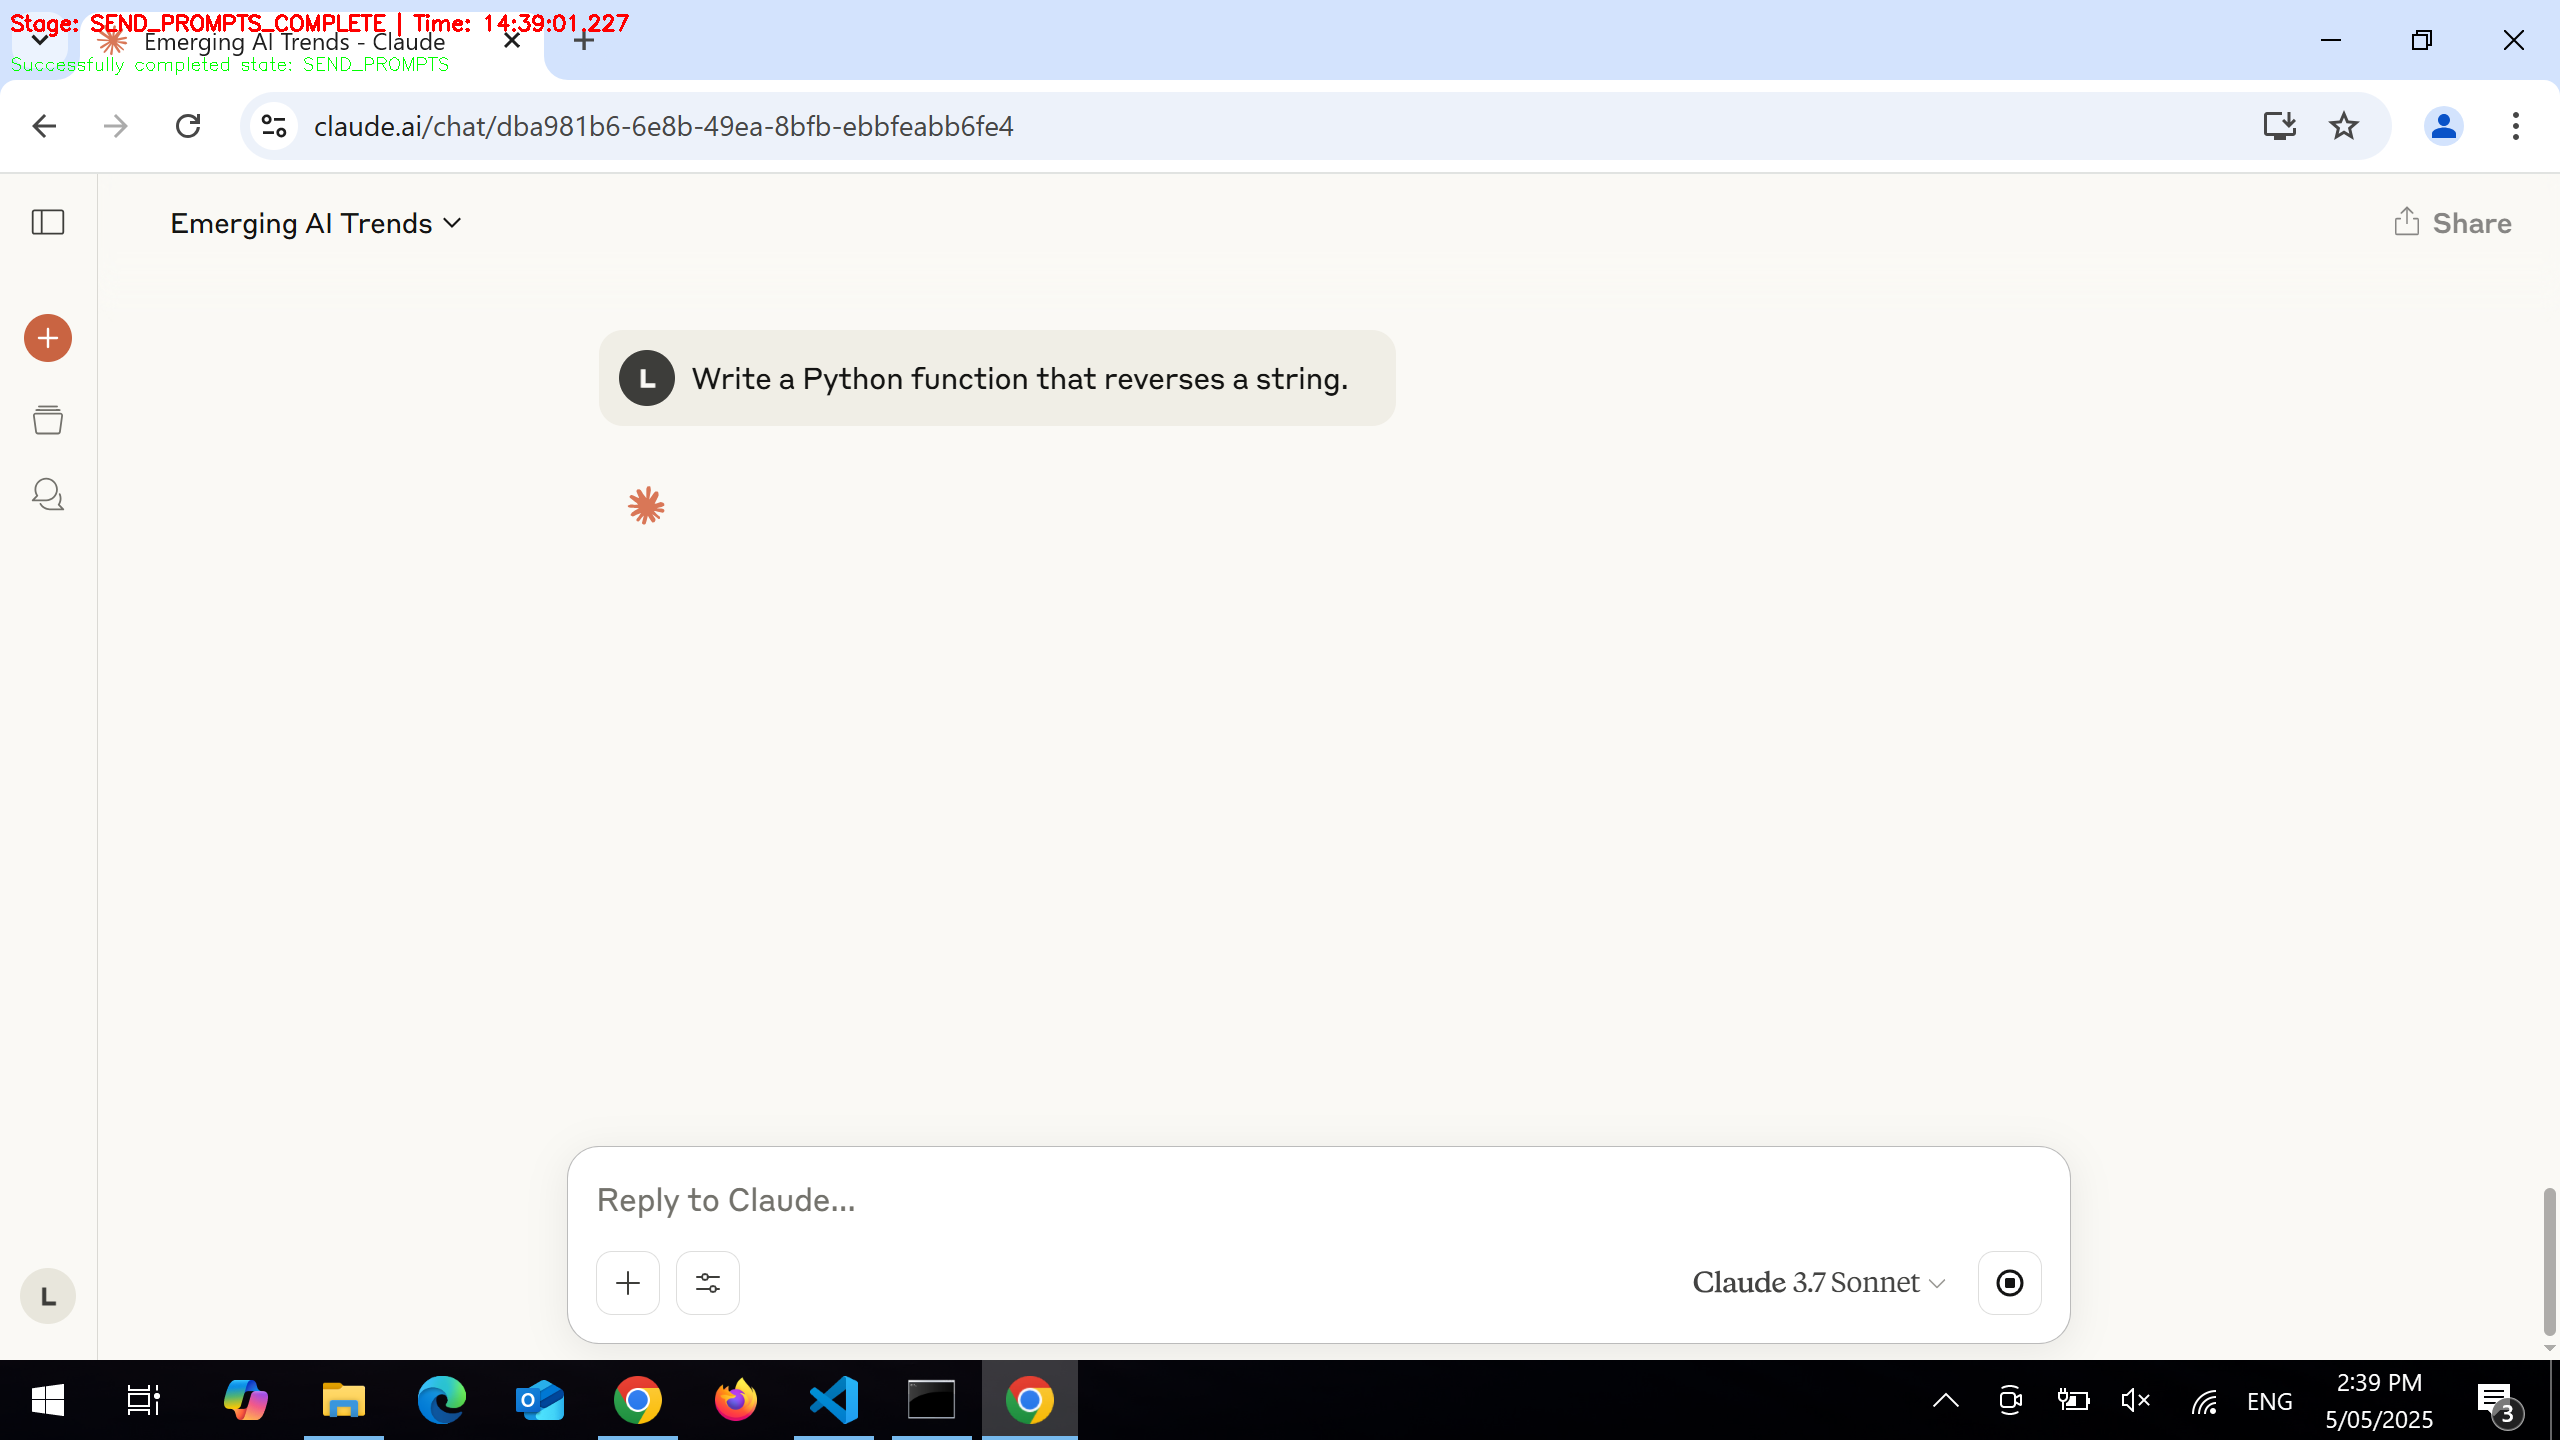 Stage: SEND_PROMPTS_COMPLETE | Time: 14:39:01.227
Emerging AI Trends - Claude
Successfully completed state: SEND_PROMPTS
claude.ai/chat/dba981b6-6e8b-49ea-8bfb-ebbfeabb6fe4
Emerging AI Trends
Share
L Write a Python function that reverses a string.
Reply to Claude...
Claude 3.7 Sonnet
L
ENG
2:39 PM
5/05/2025
3